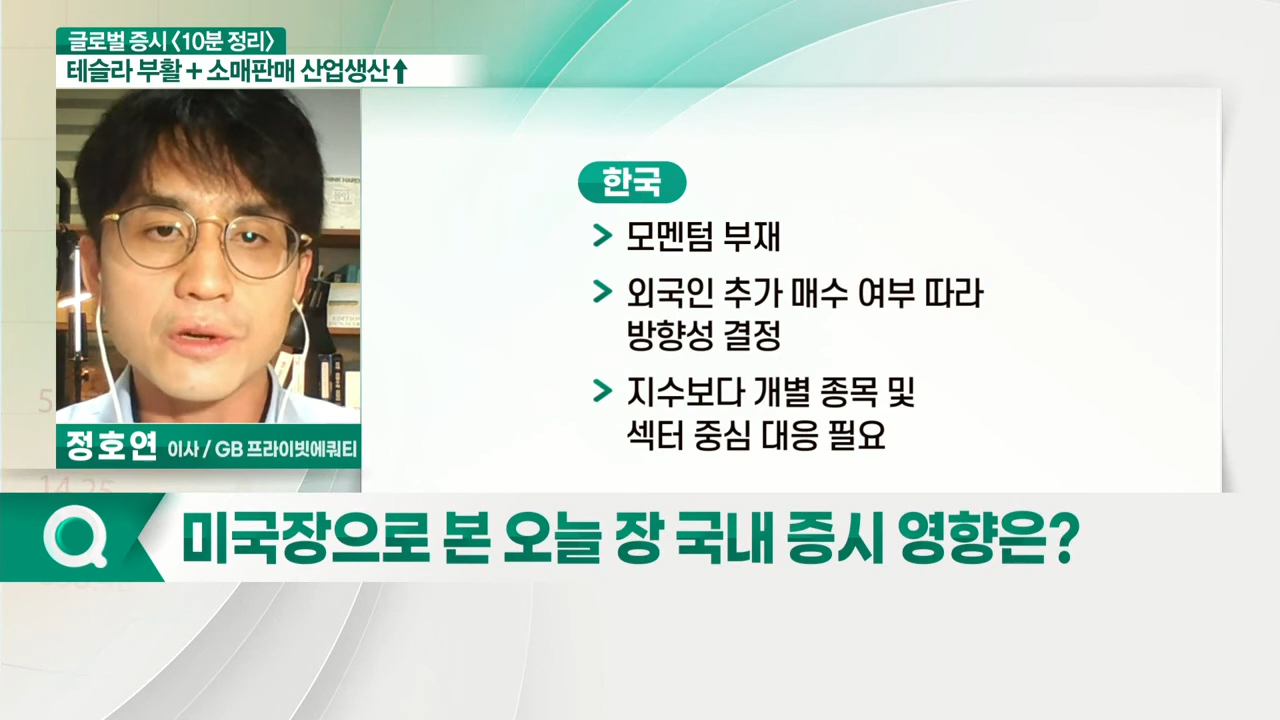 글로벌 증시 <10분 정리>
테슬라 부활 + 소매판매 산업생산↑
한국
모멘텀 부재
외국인 추가 매수 여부 따라
방향성 결정
지수보다 개별 종목 및
섹터 중심 대응 필요
정호연 이사 / GB 프라이빗에쿼티
Q 미국장으로 본 오늘 장 국내 증시 영향은?